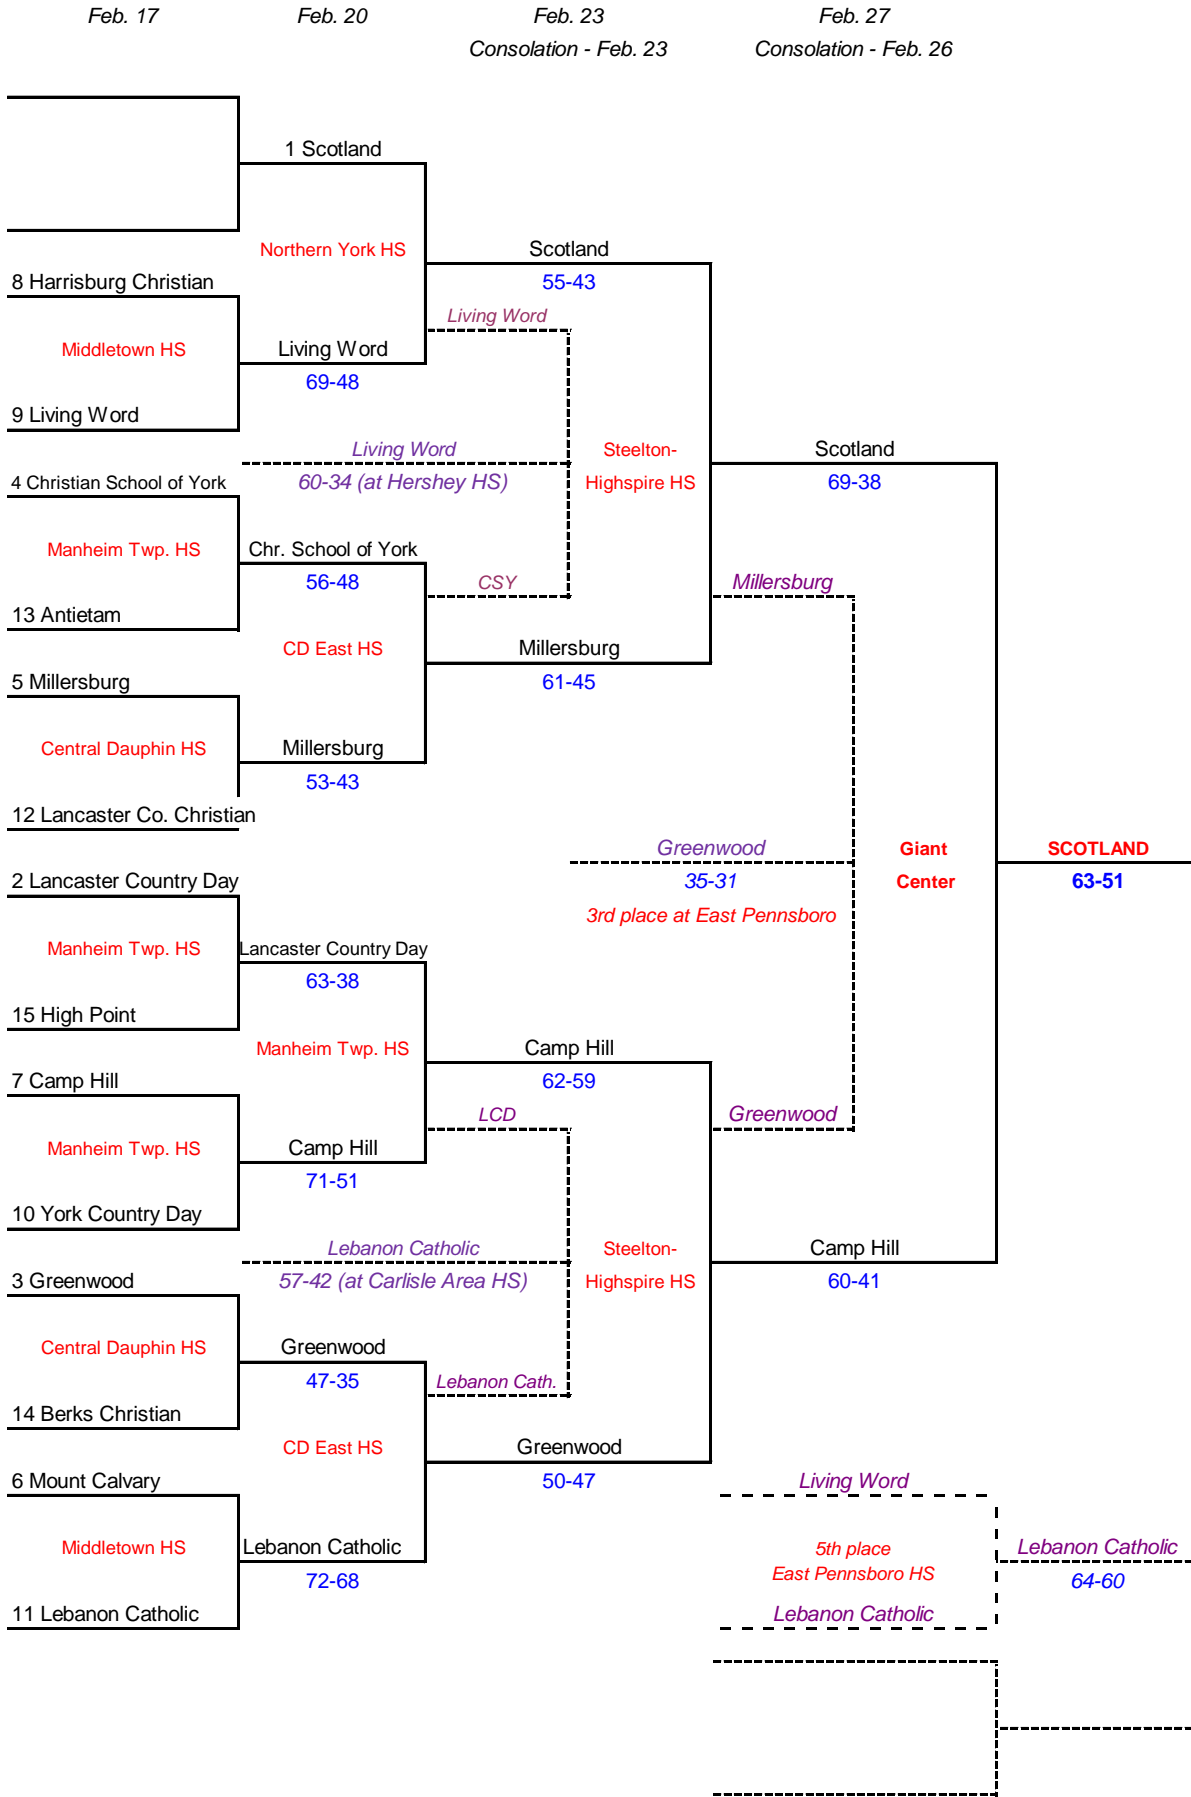 Feb. 17 Feb. 20 Feb. 23 Feb. 27
Consolation - Feb. 23 Consolation - Feb. 26
1 Scotland
Northern York HS Scotland
8 Harrisburg Christian 55-43
Living Word
Middletown HS Living Word
69-48
9 Living Word
Living Word Steelton- Scotland
4 Christian School of York 60-34 (at Hershey HS) Highspire HS 69-38
Manheim Twp. HS Chr. School of York
56-48 CSY Millersburg
13 Antietam
CD East HS Millersburg
5 Millersburg 61-45
Central Dauphin HS Millersburg
53-43
12 Lancaster Co. Christian
Greenwood Giant SCOTLAND
2 Lancaster Country Day 35-31 Center 63-51
3rd place at East Pennsboro
Manheim Twp. HS Lancaster Country Day
63-38
15 High Point
Manheim Twp. HS Camp Hill
7 Camp Hill 62-59
LCD Greenwood
Manheim Twp. HS Camp Hill
71-51
10 York Country Day
Lebanon Catholic Steelton- Camp Hill
3 Greenwood 57-42 (at Carlisle Area HS) Highspire HS 60-41
Central Dauphin HS Greenwood
47-35 Lebanon Cath.
14 Berks Christian
CD East HS Greenwood
6 Mount Calvary 50-47 Living Word
Middletown HS Lebanon Catholic 5th place Lebanon Catholic
72-68 East Pennsboro HS 64-60
11 Lebanon Catholic Lebanon Catholic